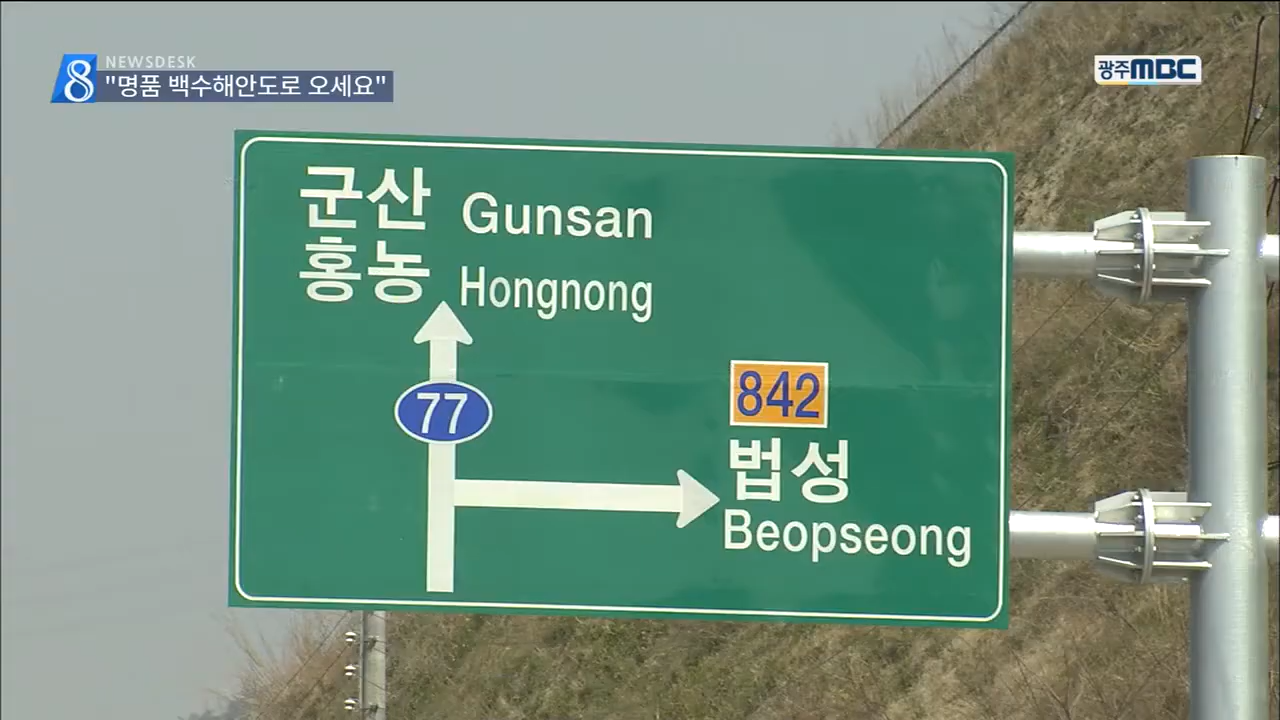 8 NEWSDESK
"명품 백수해안도로 오세요"
광주MBC
군산 Gunsan
홍농 Hongnong
77
842
법성
Beopseong